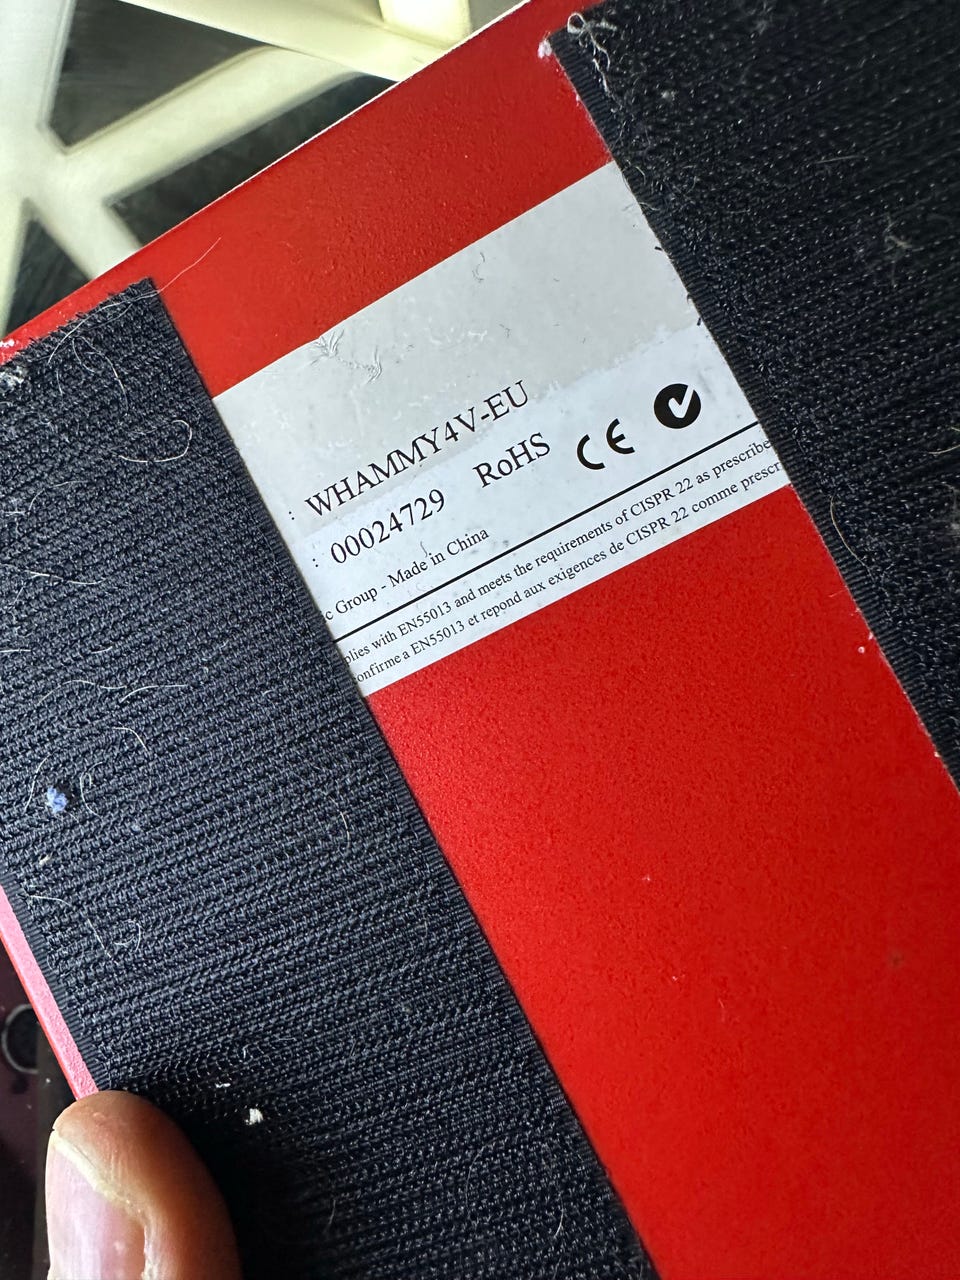 : WHAMMY4V-EU
: 00024729 RoHS CE
c Group - Made in China
plies with EN55013 and meets the requirements of CISPR 22 as prescribe
onfirme a EN55013 et repond aux exigences de CISPR 22 comme prescr